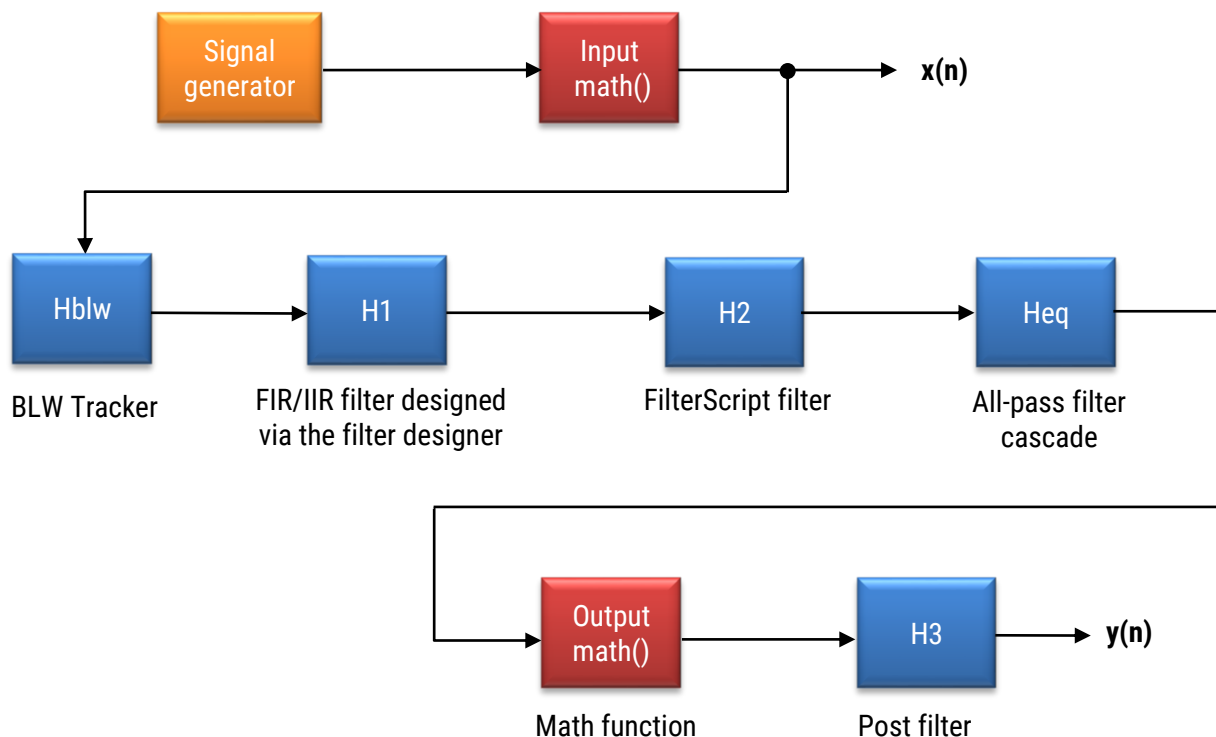 Signal
generator
Input
math()
x(n)
Hblw
H1
H2
Heq
BLW Tracker
FIR/IIR filter designed
via the filter designer
FilterScript filter
All-pass filter
cascade
Output
math()
H3
y(n)
Math function
Post filter